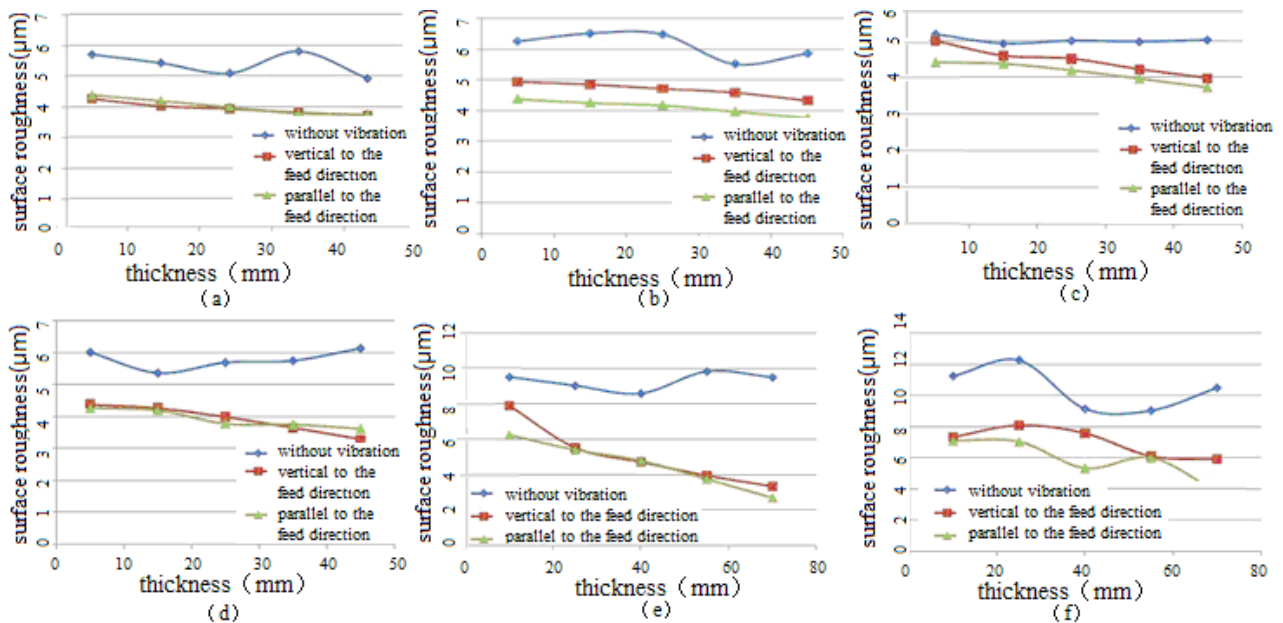 surface roughness(μm)
7
6
5
4
3
2
1
0
without vibration
vertical to the
feed direction
parallel to the
feed direction
0 10 20 30 40 50
thickness（mm）
（a）
surface roughness(μm)
7
6
5
4
3
2
1
0
without vibration
vertical to the
feed direction
parallel to the
feed direction
0 10 20 30 40 50
thickness（mm）
（b）
surface roughness(μm)
6
5
4
3
2
1
0
without vibration
vertical to the
feed direction
parallel to the
feed direction
10 20 30 40 50
thickness（mm）
（c）
surface roughness(μm)
7
6
5
4
3
2
1
0
without vibration
vertical to the
feed direction
parallel to the
feed direction
0 10 20 30 40 50
thickness（mm）
（d）
surface roughness(μm)
12
10
8
6
4
2
0
without vibration
vertical to the feed direction
parallel to the feed direction
0 20 40 60 80
thickness（mm）
（e）
surface roughness(μm)
14
12
10
8
6
4
2
0
without vibration
vertical to the feed direction
parallel to the feed direction
0 20 40 60 80
thickness（mm）
（f）